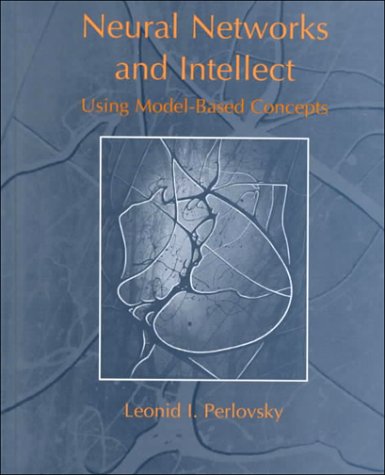 Neural Networks
and Intellect
Using Model-Based Concepts
Leonid I. Perlovsky